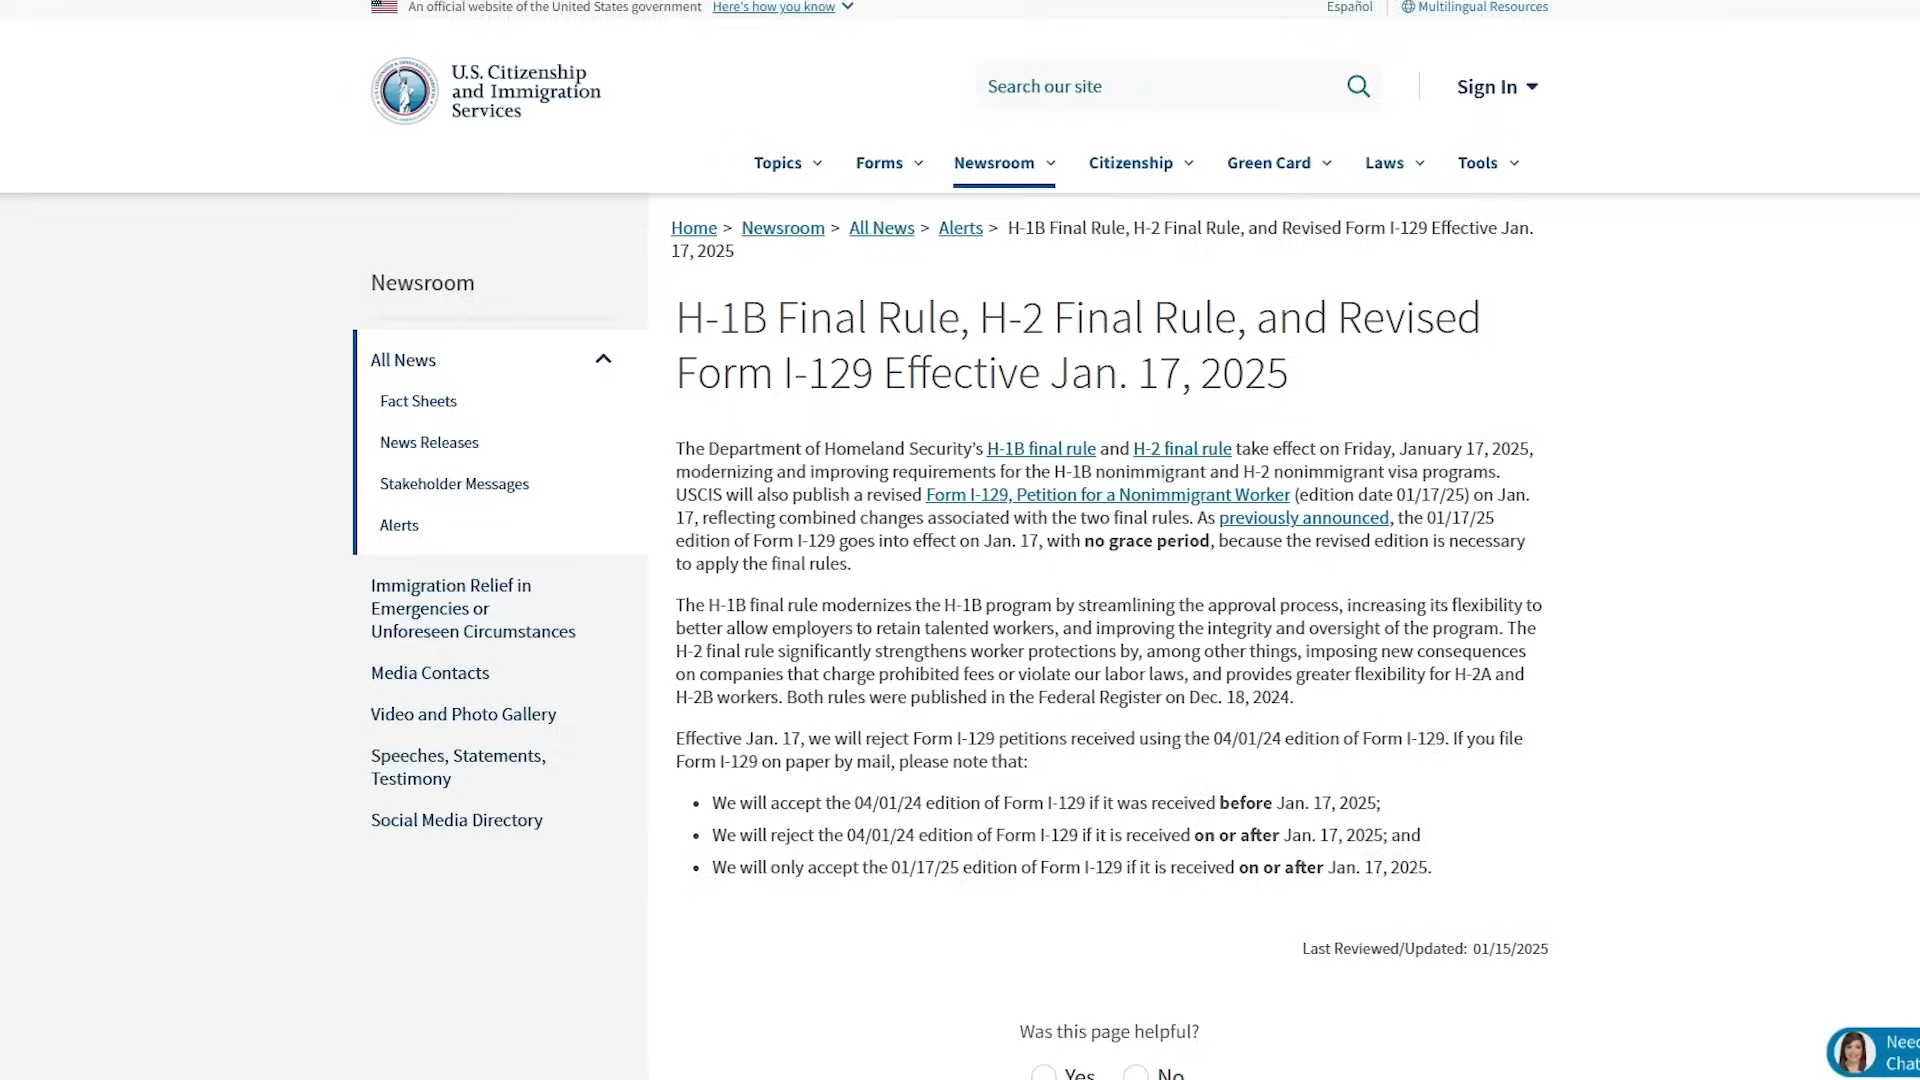 An official website of the United States government Here's how you know
Español Multilingual Resources
U.S. Citizenship
and Immigration
Services
Search our site
Sign In
Topics Forms Newsroom Citizenship Green Card Laws Tools
Home > Newsroom > All News > Alerts > H-1B Final Rule, H-2 Final Rule, and Revised Form I-129 Effective Jan.
17, 2025
Newsroom
All News
Fact Sheets
News Releases
Stakeholder Messages
Alerts
Immigration Relief in
Emergencies or
Unforeseen Circumstances
Media Contacts
Video and Photo Gallery
Speeches, Statements,
Testimony
Social Media Directory
H-1B Final Rule, H-2 Final Rule, and Revised
Form I-129 Effective Jan. 17, 2025
The Department of Homeland Security’s H-1B final rule and H-2 final rule take effect on Friday, January 17, 2025,
modernizing and improving requirements for the H-1B nonimmigrant and H-2 nonimmigrant visa programs.
USCIS will also publish a revised Form I-129, Petition for a Nonimmigrant Worker (edition date 01/17/25) on Jan.
17, reflecting combined changes associated with the two final rules. As previously announced, the 01/17/25
edition of Form I-129 goes into effect on Jan. 17, with no grace period, because the revised edition is necessary
to apply the final rules.
The H-1B final rule modernizes the H-1B program by streamlining the approval process, increasing its flexibility to
better allow employers to retain talented workers, and improving the integrity and oversight of the program. The
H-2 final rule significantly strengthens worker protections by, among other things, imposing new consequences
on companies that charge prohibited fees or violate our labor laws, and provides greater flexibility for H-2A and
H-2B workers. Both rules were published in the Federal Register on Dec. 18, 2024.
Effective Jan. 17, we will reject Form I-129 petitions received using the 04/01/24 edition of Form I-129. If you file
Form I-129 on paper by mail, please note that:
• We will accept the 04/01/24 edition of Form I-129 if it was received before Jan. 17, 2025;
• We will reject the 04/01/24 edition of Form I-129 if it is received on or after Jan. 17, 2025; and
• We will only accept the 01/17/25 edition of Form I-129 if it is received on or after Jan. 17, 2025.
Last Reviewed/Updated: 01/15/2025
Was this page helpful?
Yes No
Need
Chat